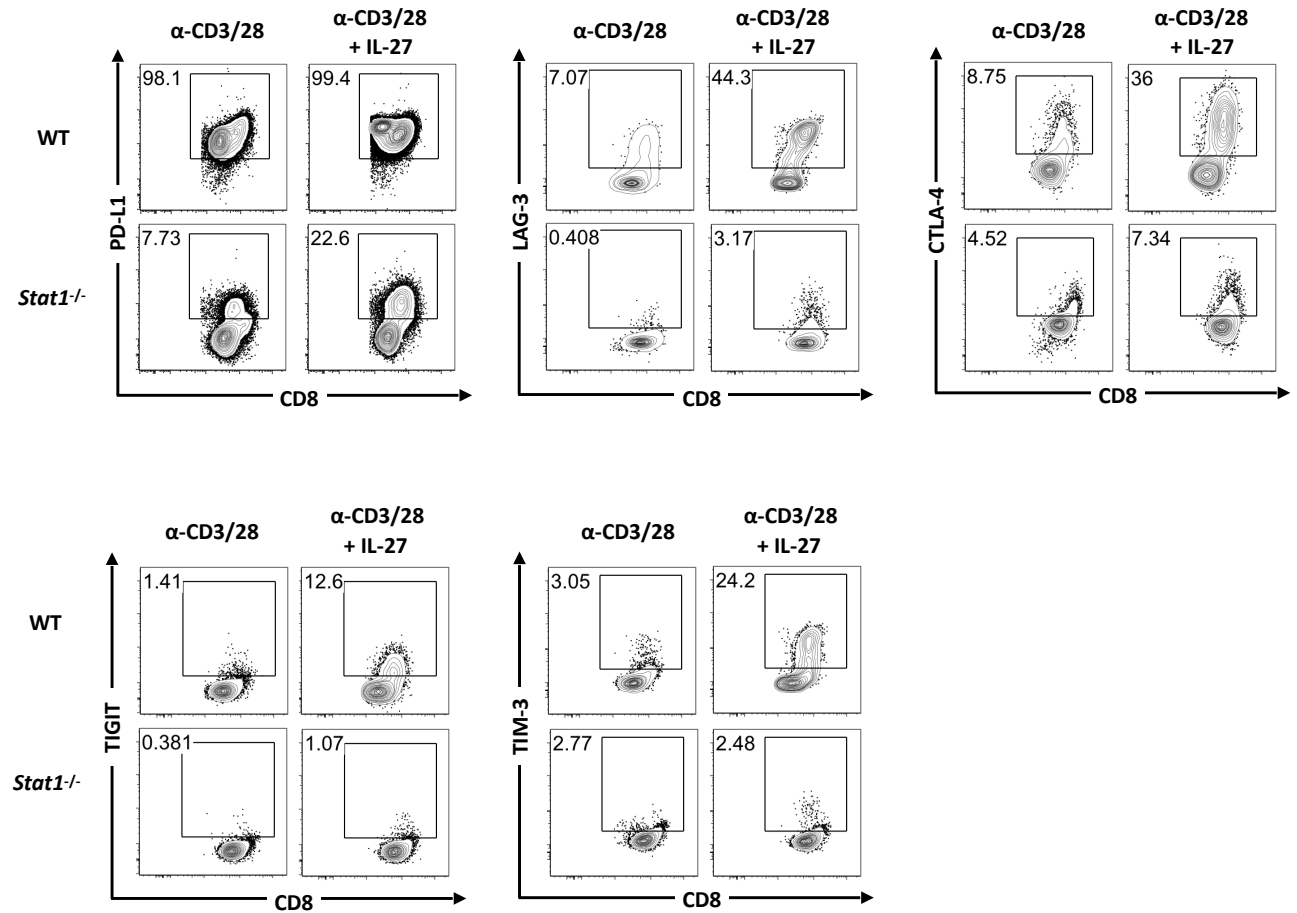 α-CD3/28
α-CD3/28
+ IL-27
α-CD3/28
α-CD3/28
+ IL-27
α-CD3/28
α-CD3/28
+ IL-27
WT
98.1
99.4
7.07
44.3
8.75
36
PD-L1
LAG-3
CTLA-4
Stat1-/-
7.73
22.6
0.408
3.17
4.52
7.34
CD8
CD8
CD8
α-CD3/28
α-CD3/28
+ IL-27
α-CD3/28
α-CD3/28
+ IL-27
WT
1.41
12.6
3.05
24.2
TIGIT
TIM-3
Stat1-/-
0.381
1.07
2.77
2.48
CD8
CD8